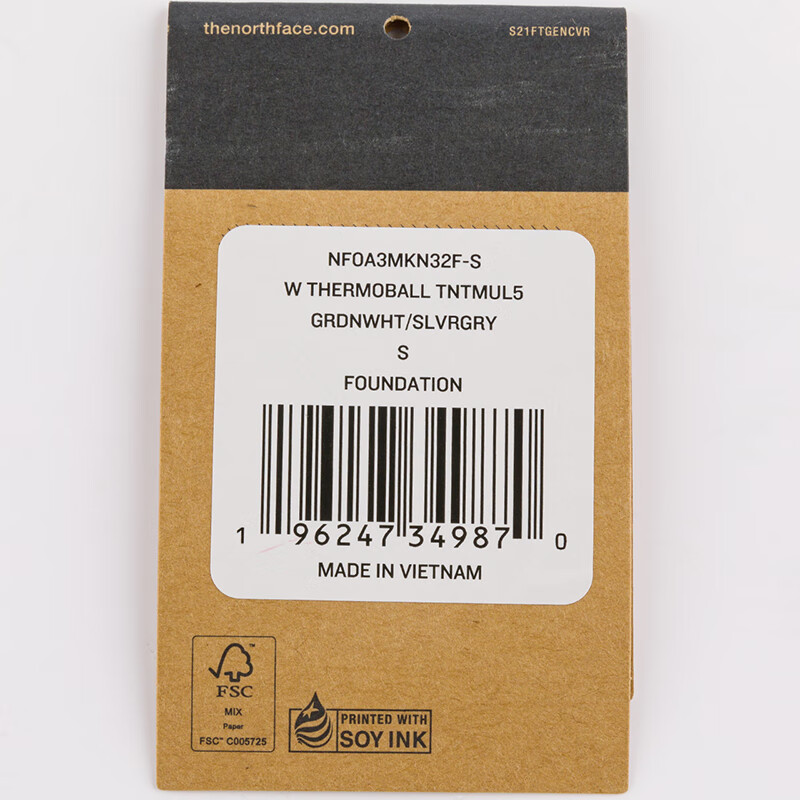 thenorthface.com S21FTGENCVR
NF0A3MKN32F-S
W THERMOBALL TNTMUL5
GRDNWHT/SLVRGRY
S
FOUNDATION
1 96247 34987 0
MADE IN VIETNAM
FSC
MIX
Paper
FSC™ C005725
PRINTED WITH
SOY INK